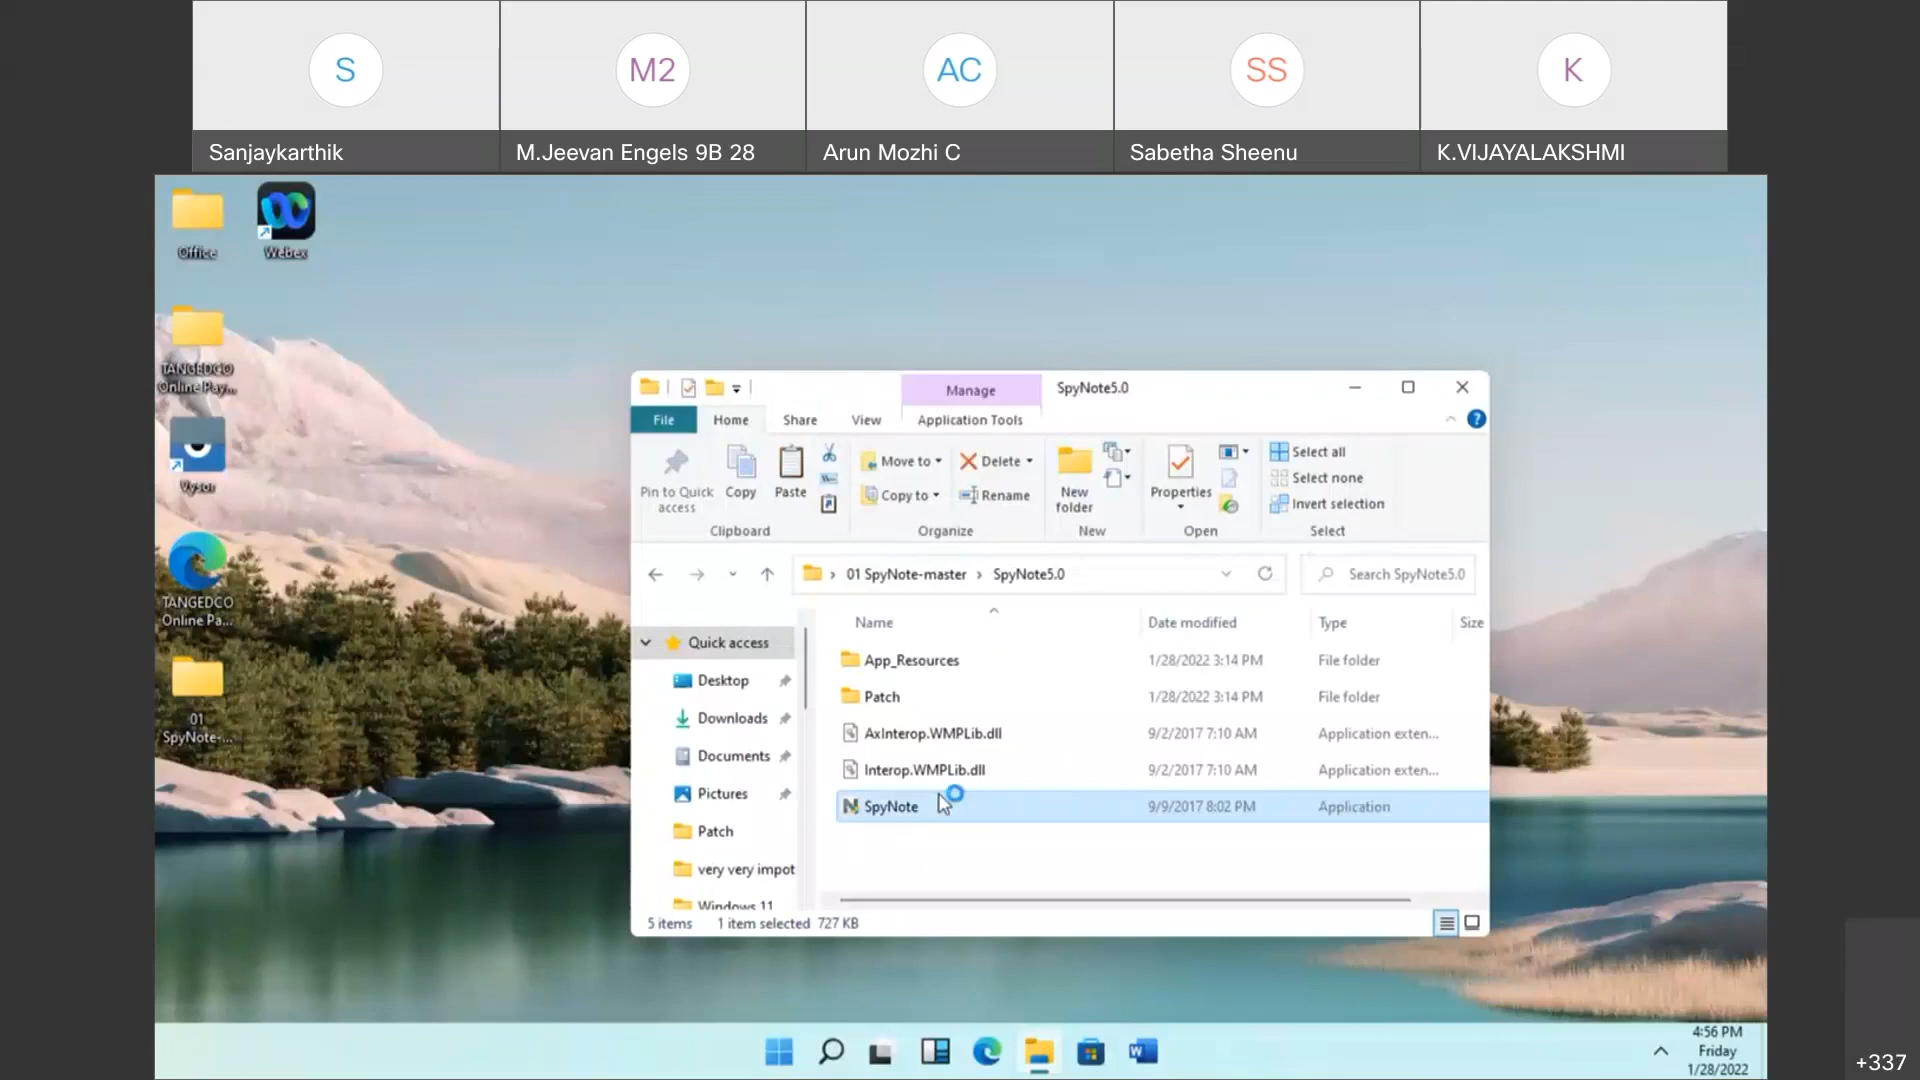 S
M2
AC
SS
K
Sanjaykarthik
M.Jeevan Engels 9B 28
Arun Mozhi C
Sabetha Sheenu
K.VIJAYALAKSHMI
Office
Webex
TANGEDCO
Online Pay...
Vysor
TANGEDCO
Online Pa...
01
SpyNote-...
Manage
SpyNote5.0
File
Home
Share
View
Application Tools
Pin to Quick
access
Copy
Paste
Clipboard
Move to
Copy to
Delete
Rename
Organize
New
folder
New
Properties
Open
Select all
Select none
Invert selection
Select
01 SpyNote-master › SpyNote5.0
Search SpyNote5.0
Name
Date modified
Type
Size
Quick access
Desktop
Downloads
Documents
Pictures
Patch
very very impot
Windows 11
App_Resources 1/28/2022 3:14 PM File folder
Patch 1/28/2022 3:14 PM File folder
AxInterop.WMPLib.dll 9/2/2017 7:10 AM Application exten...
Interop.WMPLib.dll 9/2/2017 7:10 AM Application exten...
SpyNote 9/9/2017 8:02 PM Application
5 items 1 item selected 727 KB
4:56 PM
Friday
1/28/2022
+337